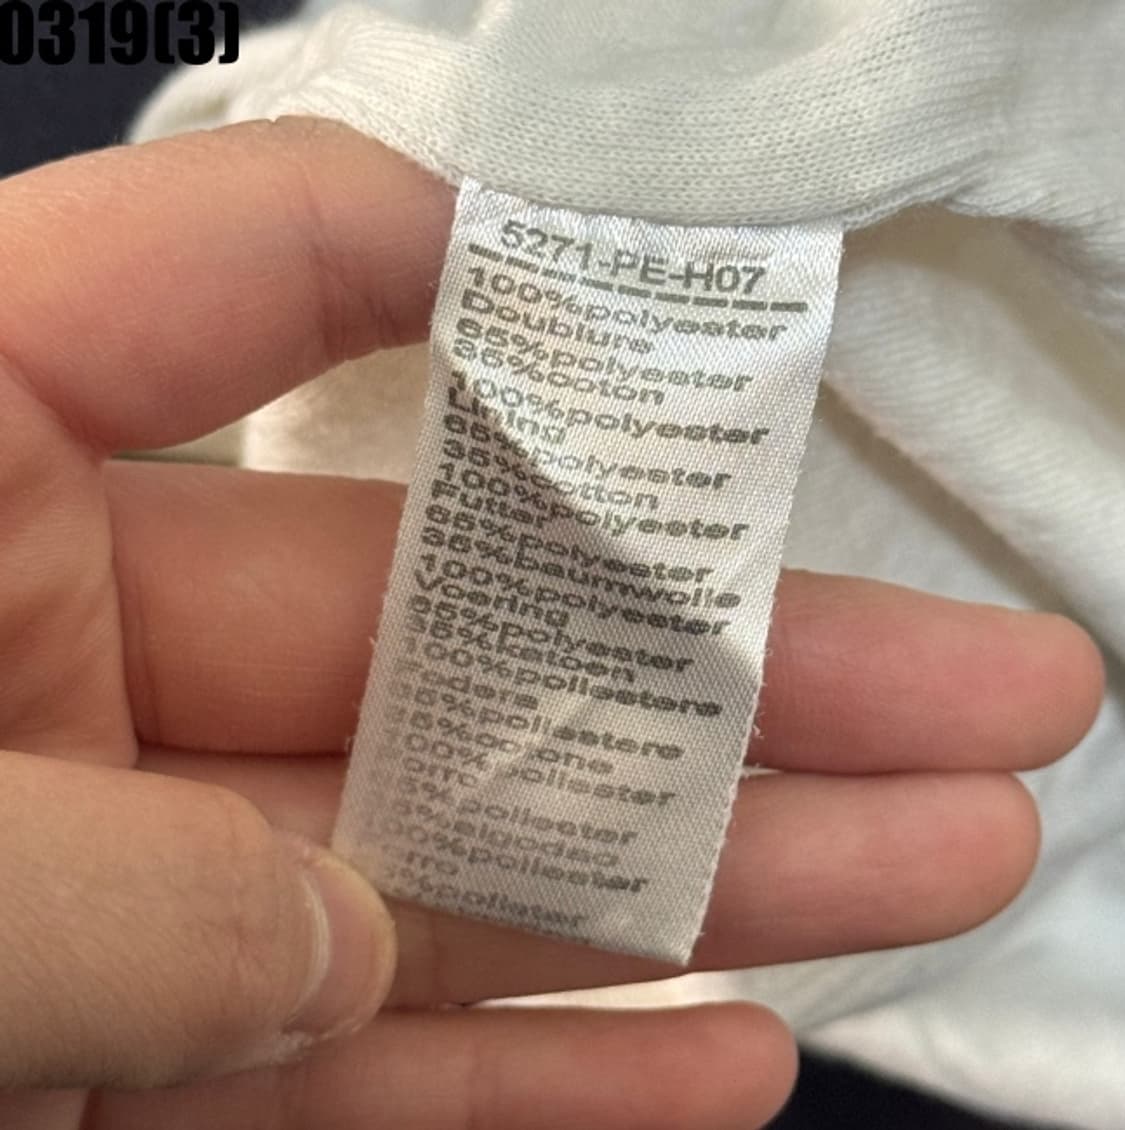 0319(3)
5271-PE-H07
100%polyester
Doublure
65%polyester
35%coton
100%polyester
Lining
65% polyester
35%cotton
100%polyester
Futter
65%polyester
35%baumwolle
100%polyester
Voering
65%polyester
35%katoen
100%poliestere
65%poliestere
35%cotone
100% poliester
poliester
algodao
100%poliester